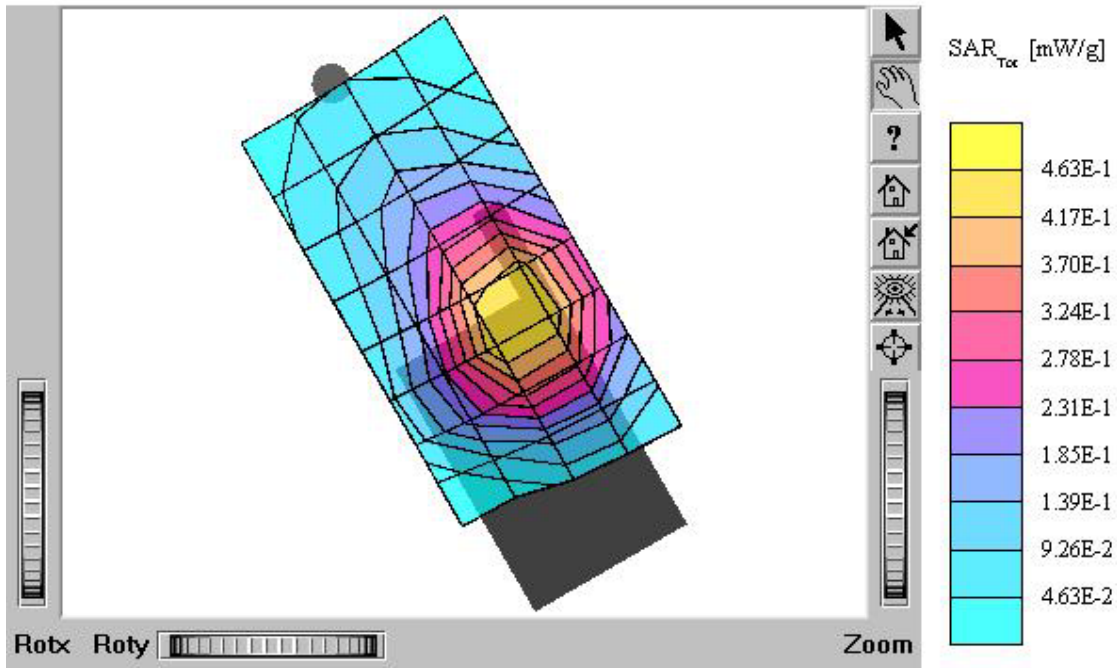 SAR_Tot [mW/g]
?
4.63E-1
4.17E-1
3.70E-1
3.24E-1
2.78E-1
2.31E-1
1.85E-1
1.39E-1
9.26E-2
4.63E-2
Rotx Roty Zoom